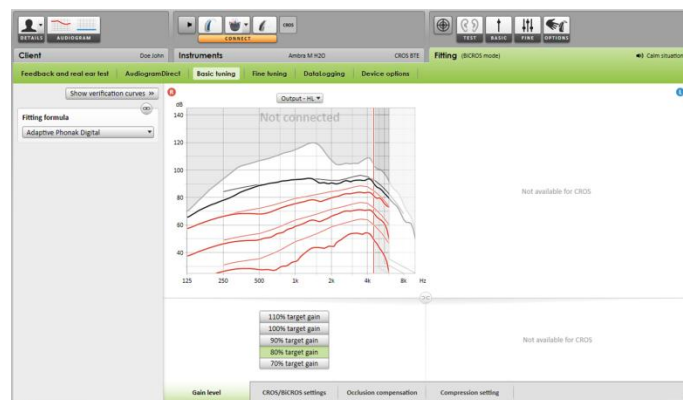 DETAILS AUDIOGRAM CONNECT CROS TEST BASIC FINE OPTIONS
Client Doe John Instruments Ambra M H2O CROS BTE Fitting (BiCROS mode) Calm situation
Feedback and real ear test AudiogramDirect Basic tuning Fine tuning DataLogging Device options
Show verification curves »
Fitting formula
Adaptive Phonak Digital
R
Output - HL
L
dB
Not connected
140
120
100
80
60
40
125 250 500 1k 2k 2k 4k 8k Hz
Not available for CROS
110% target gain
100% target gain
90% target gain
80% target gain
70% target gain
Not available for CROS
Gain level CROS/BiCROS settings Occlusion compensation Compression setting